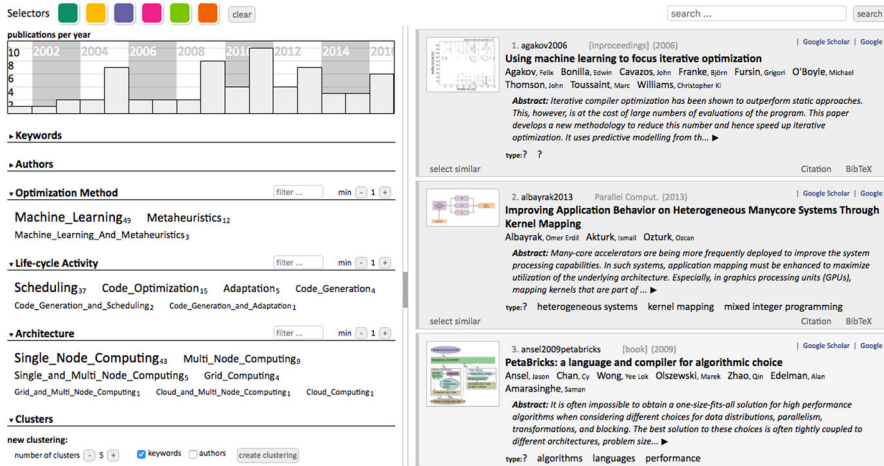 Selectors
clear
publications per year
10
8
6
4
2
2002 2004 2006 2008 2010 2012 2014 2016
▸ Keywords
▸ Authors
▾ Optimization Method filter ... min - 1 +
Machine_Learning49 Metaheuristics12
Machine_Learning_And_Metaheuristics3
▾ Life-cycle Activity filter ... min - 1 +
Scheduling37 Code_Optimization15 Adaptation5 Code_Generation4
Code_Generation_and_Scheduling2 Code_Generation_and_Adaptation1
▾ Architecture filter ... min - 1 +
Single_Node_Computing43 Multi_Node_Computing9
Single_and_Multi_Node_Computing5 Grid_Computing4
Grid_and_Multi_Node_Computing1 Cloud_and_Multi_Node_Computing1 Cloud_Computing1
▾ Clusters
new clustering:
number of clusters - 5 + keywords authors create clustering
search ... search
1. agakov2006 [inproceedings] (2006) | Google Scholar | Google
Using machine learning to focus iterative optimization
Agakov, Felix Bonilla, Edwin Cavazos, John Franke, Björn Fursin, Grigori O'Boyle, Michael
Thomson, John Toussaint, Marc Williams, Christopher KI
Abstract: Iterative compiler optimization has been shown to outperform static approaches.
This, however, is at the cost of large numbers of evaluations of the program. This paper
develops a new methodology to reduce this number and hence speed up iterative
optimization. It uses predictive modelling from th... ▶
type:? ?
select similar Citation BibTeX
2. albayrak2013 Parallel Comput. (2013) | Google Scholar | Google
Improving Application Behavior on Heterogeneous Manycore Systems Through
Kernel Mapping
Albayrak, Omer Erdil Akturk, Ismail Ozturk, Ozcan
Abstract: Many-core accelerators are being more frequently deployed to improve the system
processing capabilities. In such systems, application mapping must be enhanced to maximize
utilization of the underlying architecture. Especially, in graphics processing units (GPUs),
mapping kernels that are part of ... ▶
type:? heterogeneous systems kernel mapping mixed integer programming
select similar Citation BibTeX
3. ansel2009petabricks [book] (2009) | Google Scholar | Google
PetaBricks: a language and compiler for algorithmic choice
Ansel, Jason Chan, Cy Wong, Yee Lok Olszewski, Marek Zhao, Qin Edelman, Alan
Amarasinghe, Saman
Abstract: It is often impossible to obtain a one-size-fits-all solution for high performance
algorithms when considering different choices for data distributions, parallelism,
transformations, and blocking. The best solution to these choices is often tightly coupled to
different architectures, problem size... ▶
type:? algorithms languages performance